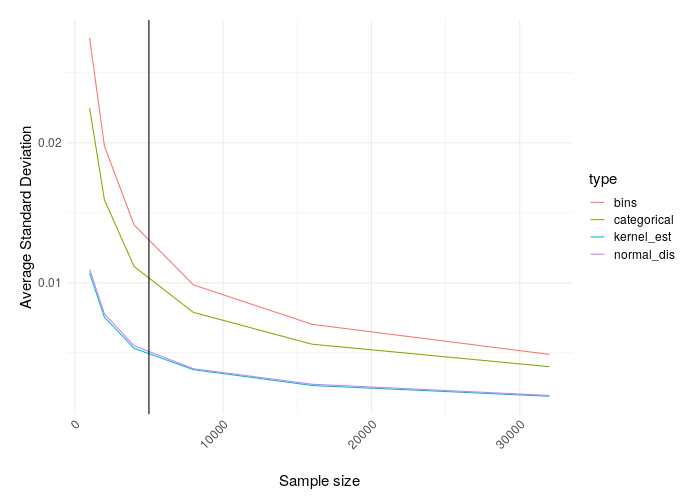 Average Standard Deviation
0.02
0.01
0
10000
20000
30000
Sample size
type
bins
categorical
kernel_est
normal_dis